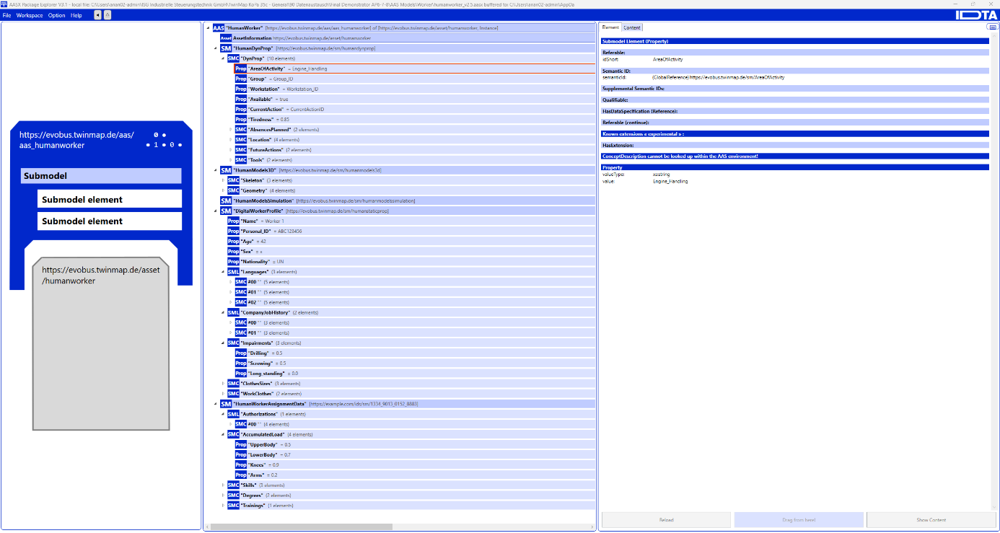 AASX Package Explorer V3.1 - local file: C:\Users\anan02-admin\ISG Industrielle Steuerungstechnik GmbH\TwinMap KoPa 35c - General\90 Datenaustausch\Final Demonstrator AP6-7-8\AAS Models\Worker\humanworker_v2.5.aasx buffered to: C:\Users\anan02-admin\AppDa
File Workspace Option Help
IDTA
https://evobus.twinmap.de/aas/
aas_humanworker
0
1 0
Submodel
Submodel element
Submodel element
https://evobus.twinmap.de/asset
/humanworker
AAS "HumanWorker" [https://evobus.twinmap.de/aas/aas_humanworker] of [https://evobus.twinmap.de/asset/humanworker, Instance]
Asset AssetInformation https://evobus.twinmap.de/asset/humanworker
SM "HumanDynProp" [https://evobus.twinmap.de/sm/humandynprop]
SMC "DynProp" (10 elements)
Prop "AreaOfActivity" = Engine_Handling
Prop "Group" = Group_ID
Prop "Workstation" = Workstation_ID
Prop "Available" = true
Prop "CurrentAction" = CurrentActionID
Prop "Tiredness" = 0.85
SMC "AbsencesPlanned" (2 elements)
SMC "Location" (4 elements)
SMC "FutureActions" (2 elements)
SMC "Tools" (2 elements)
SM "HumanModels3D" [https://evobus.twinmap.de/sm/humanmodels3d]
SMC "Skeleton" (3 elements)
SMC "Geometry" (4 elements)
SM "HumanModelsSimulation" [https://evobus.twinmap.de/sm/humanmodelssimulation]
SM "DigitalWorkerProfile" [https://evobus.twinmap.de/sm/humanstaticprop]
Prop "Name" = Worker 1
Prop "Personal_ID" = ABC123456
Prop "Age" = 42
Prop "Sex" = x
Prop "Nationality" = UN
SML "Languages" (3 elements)
SMC #00 "" (5 elements)
SMC #01 "" (5 elements)
SMC #02 "" (5 elements)
SML "CompanyJobHistory" (2 elements)
SMC #00 "" (3 elements)
SMC #01 "" (3 elements)
SMC "Impairments" (3 elements)
Prop "Drilling" = 0.5
Prop "Screwing" = 0.5
Prop "Long_standing" = 0.0
SMC "ClothesSizes" (3 elements)
SMC "WorkClothes" (2 elements)
SM "HumanWorkerAssignmentData" [https://example.com/ids/sm/1334_9013_0152_8883]
SML "Authorizations" (1 elements)
SMC #00 "" (4 elements)
SMC "AccumulatedLoad" (4 elements)
Prop "UpperBody" = 0.5
Prop "LowerBody" = 0.7
Prop "Knees" = 0.9
Prop "Arms" = 0.2
SMC "Skills" (3 elements)
SMC "Degrees" (2 elements)
SMC "Trainings" (1 elements)
Element Content
Submodel Element (Property)
Referable:
idShort: AreaOfActivity
Semantic ID:
semanticId: (GlobalReference) https://evobus.twinmap.de/sm/AreaOfActivity
Supplemental Semantic IDs:
Qualifiable:
HasDataSpecification (Reference):
Referable (continue):
Known extensions « experimental » :
HasExtension:
ConceptDescription cannot be looked up within the AAS environment!
Property
valueType: xs:string
value: Engine_Handling
Reload Drag from here! Show Content